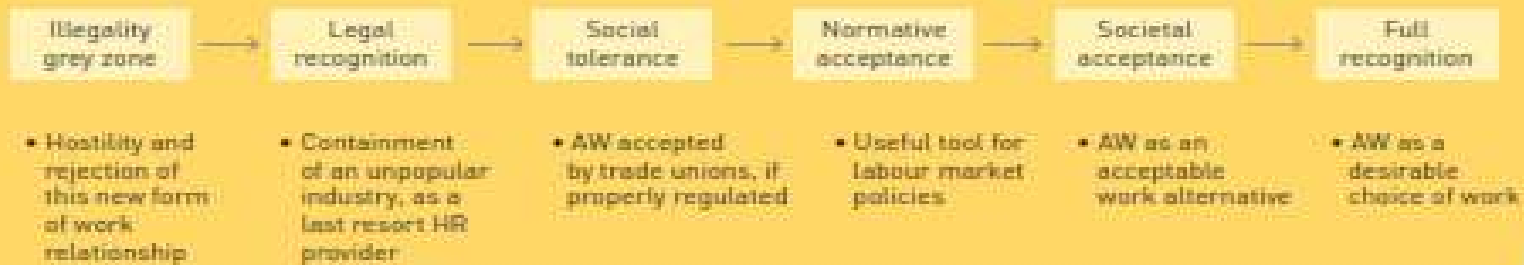 Illegality
grey zone
Legal
recognition
Social
tolerance
Normative
acceptance
Societal
acceptance
Full
recognition
• Hostility and
rejection of
this new form
of work
relationship
• Containment
of an unpopular
industry, as a
last resort HR
provider
• AW accepted
by trade unions, if
properly regulated
• Useful tool for
labour market
policies
• AW as an
acceptable
work alternative
• AW as a
desirable
choice of work